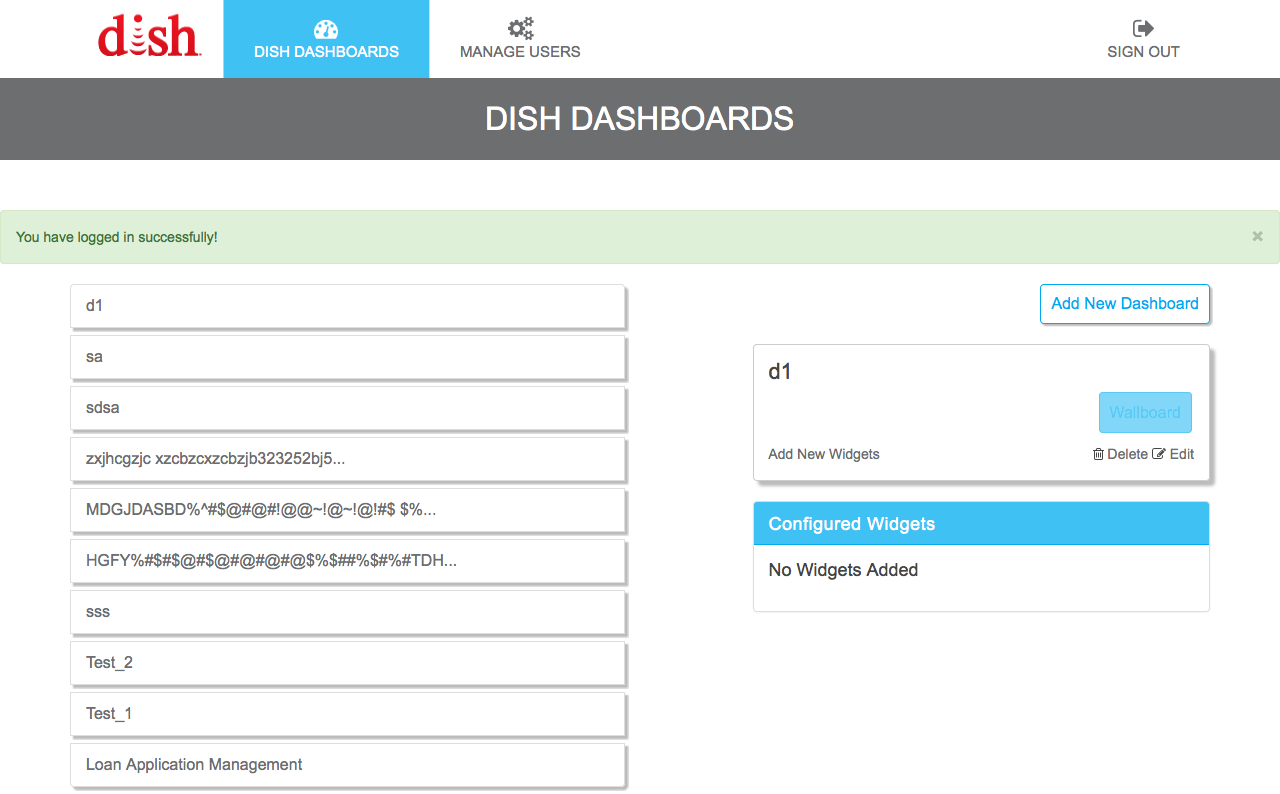 dish
DISH DASHBOARDS
MANAGE USERS
SIGN OUT
DISH DASHBOARDS
You have logged in successfully!
×
d1
sa
sdsa
zxjhcgzjc xzcbzcxzcbzjb323252bj5...
MDGJDASBD%^#$@#@#!@@~!@~!@!#$ $%...
HGFY%#$#$@#$@#@#@#@$%$##%$#%#TDH...
sss
Test_2
Test_1
Loan Application Management
Add New Dashboard
d1
Wallboard
Add New Widgets
Delete Edit
Configured Widgets
No Widgets Added